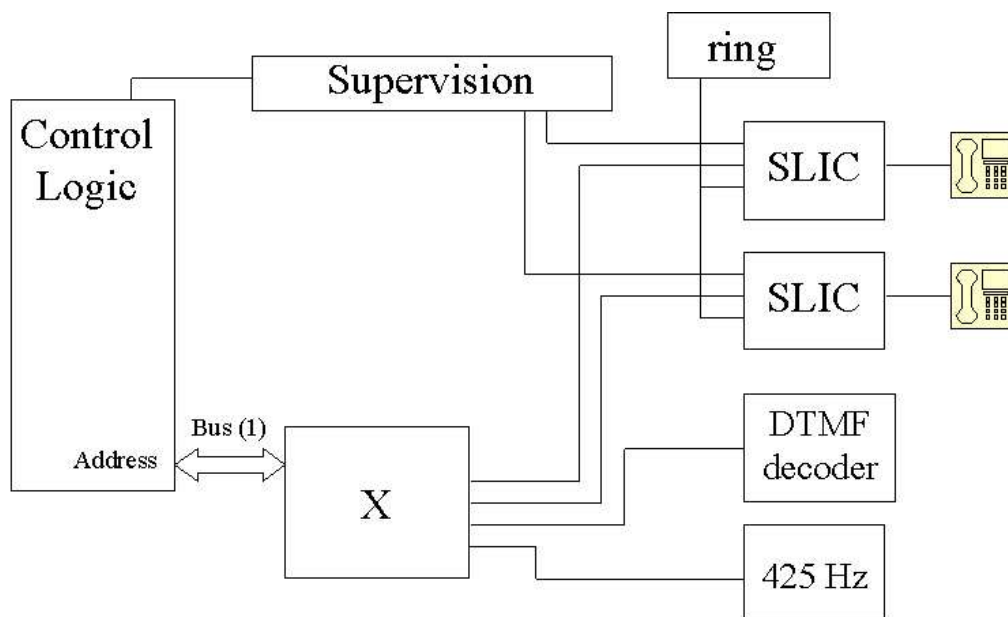 ring
Supervision
Control
Logic
SLIC
SLIC
Bus (1)
Address
X
DTMF
decoder
425 Hz